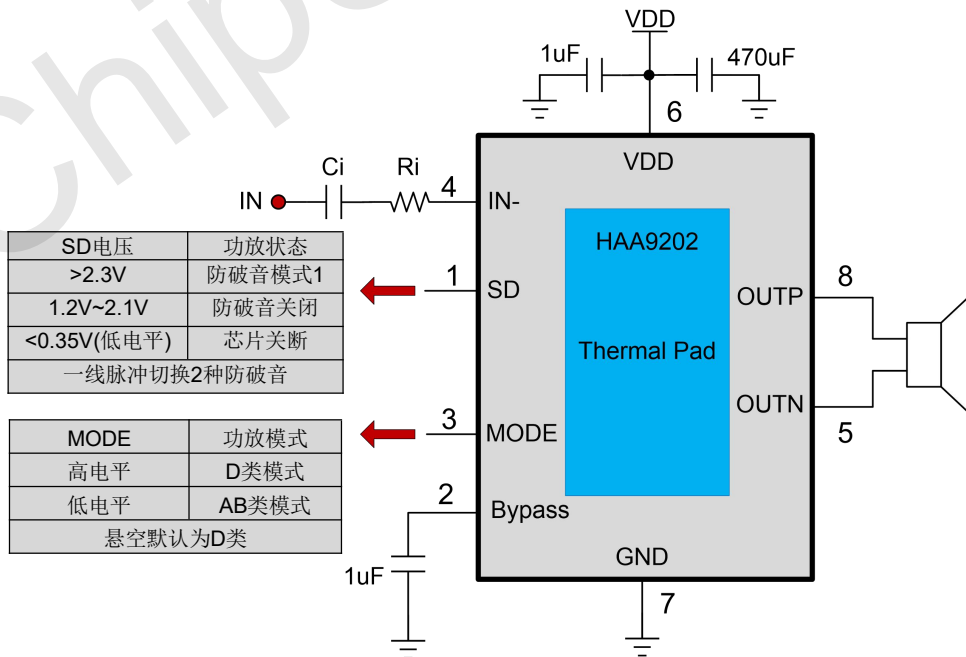 Chip
VDD
1uF
470uF
6
VDD
Ci
Ri
IN
4
IN-
HAA9202
Thermal Pad
SD电压 功放状态
>2.3V 防破音模式1
1.2V~2.1V 防破音关闭
<0.35V(低电平) 芯片关断
一线脉冲切换2种防破音
1
SD
OUTP
8
OUTN
5
MODE 功放模式
高电平 D类模式
低电平 AB类模式
悬空默认为D类
3
MODE
2
Bypass
1uF
GND
7